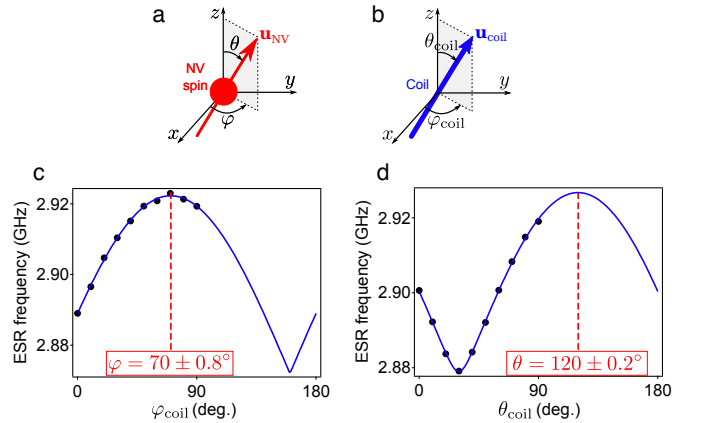 a
z
u_NV
θ
NV
spin
y
x
φ
b
z
u_coil
θ_coil
Coil
y
x
φ_coil
c
ESR frequency (GHz)
2.92
2.90
2.88
φ = 70 ± 0.8°
0
90
180
φ_coil (deg.)
d
ESR frequency (GHz)
2.92
2.90
2.88
θ = 120 ± 0.2°
0
90
180
θ_coil (deg.)